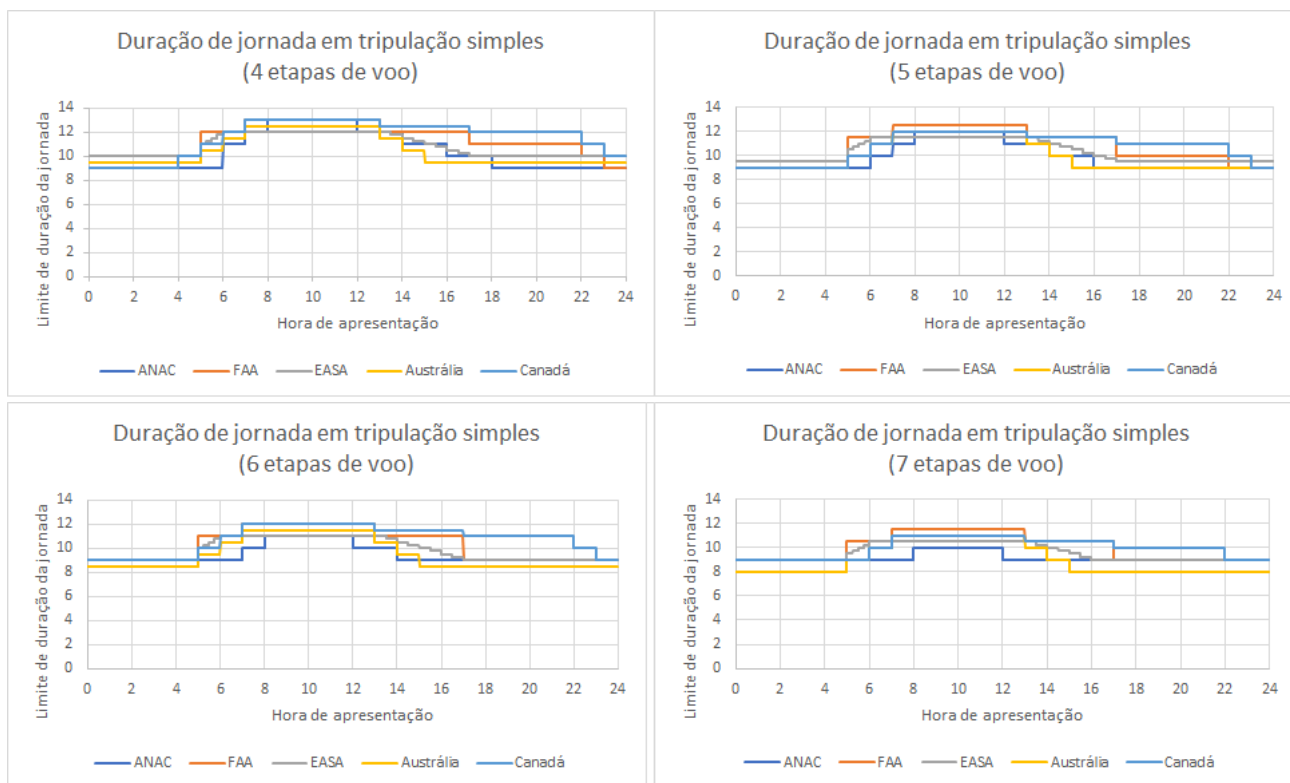 Duração de jornada em tripulação simples
(4 etapas de voo)
Limite de duração da jornada
14
12
10
8
6
4
2
0
0 2 4 6 8 10 12 14 16 18 20 22 24
Hora de apresentação
ANAC FAA EASA Austrália Canadá
Duração de jornada em tripulação simples
(5 etapas de voo)
Limite de duração da jornada
14
12
10
8
6
4
2
0
0 2 4 6 8 10 12 14 16 18 20 22 24
Hora de apresentação
ANAC FAA EASA Austrália Canadá
Duração de jornada em tripulação simples
(6 etapas de voo)
Limite de duração da jornada
14
12
10
8
6
4
2
0
0 2 4 6 8 10 12 14 16 18 20 22 24
Hora de apresentação
ANAC FAA EASA Austrália Canadá
Duração de jornada em tripulação simples
(7 etapas de voo)
Limite de duração da jornada
14
12
10
8
6
4
2
0
0 2 4 6 8 10 12 14 16 18 20 22 24
Hora de apresentação
ANAC FAA EASA Austrália Canadá